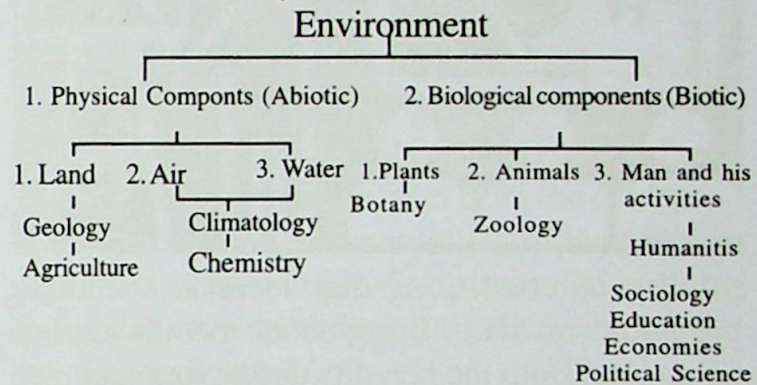 Environment
1. Physical Componts (Abiotic)
2. Biological components (Biotic)
1. Land
2. Air
3. Water
Geology
Agriculture
Climatology
Chemistry
1.Plants
2. Animals
3. Man and his
activities
Botany
Zoology
Humanitis
Sociology
Education
Economies
Political Science